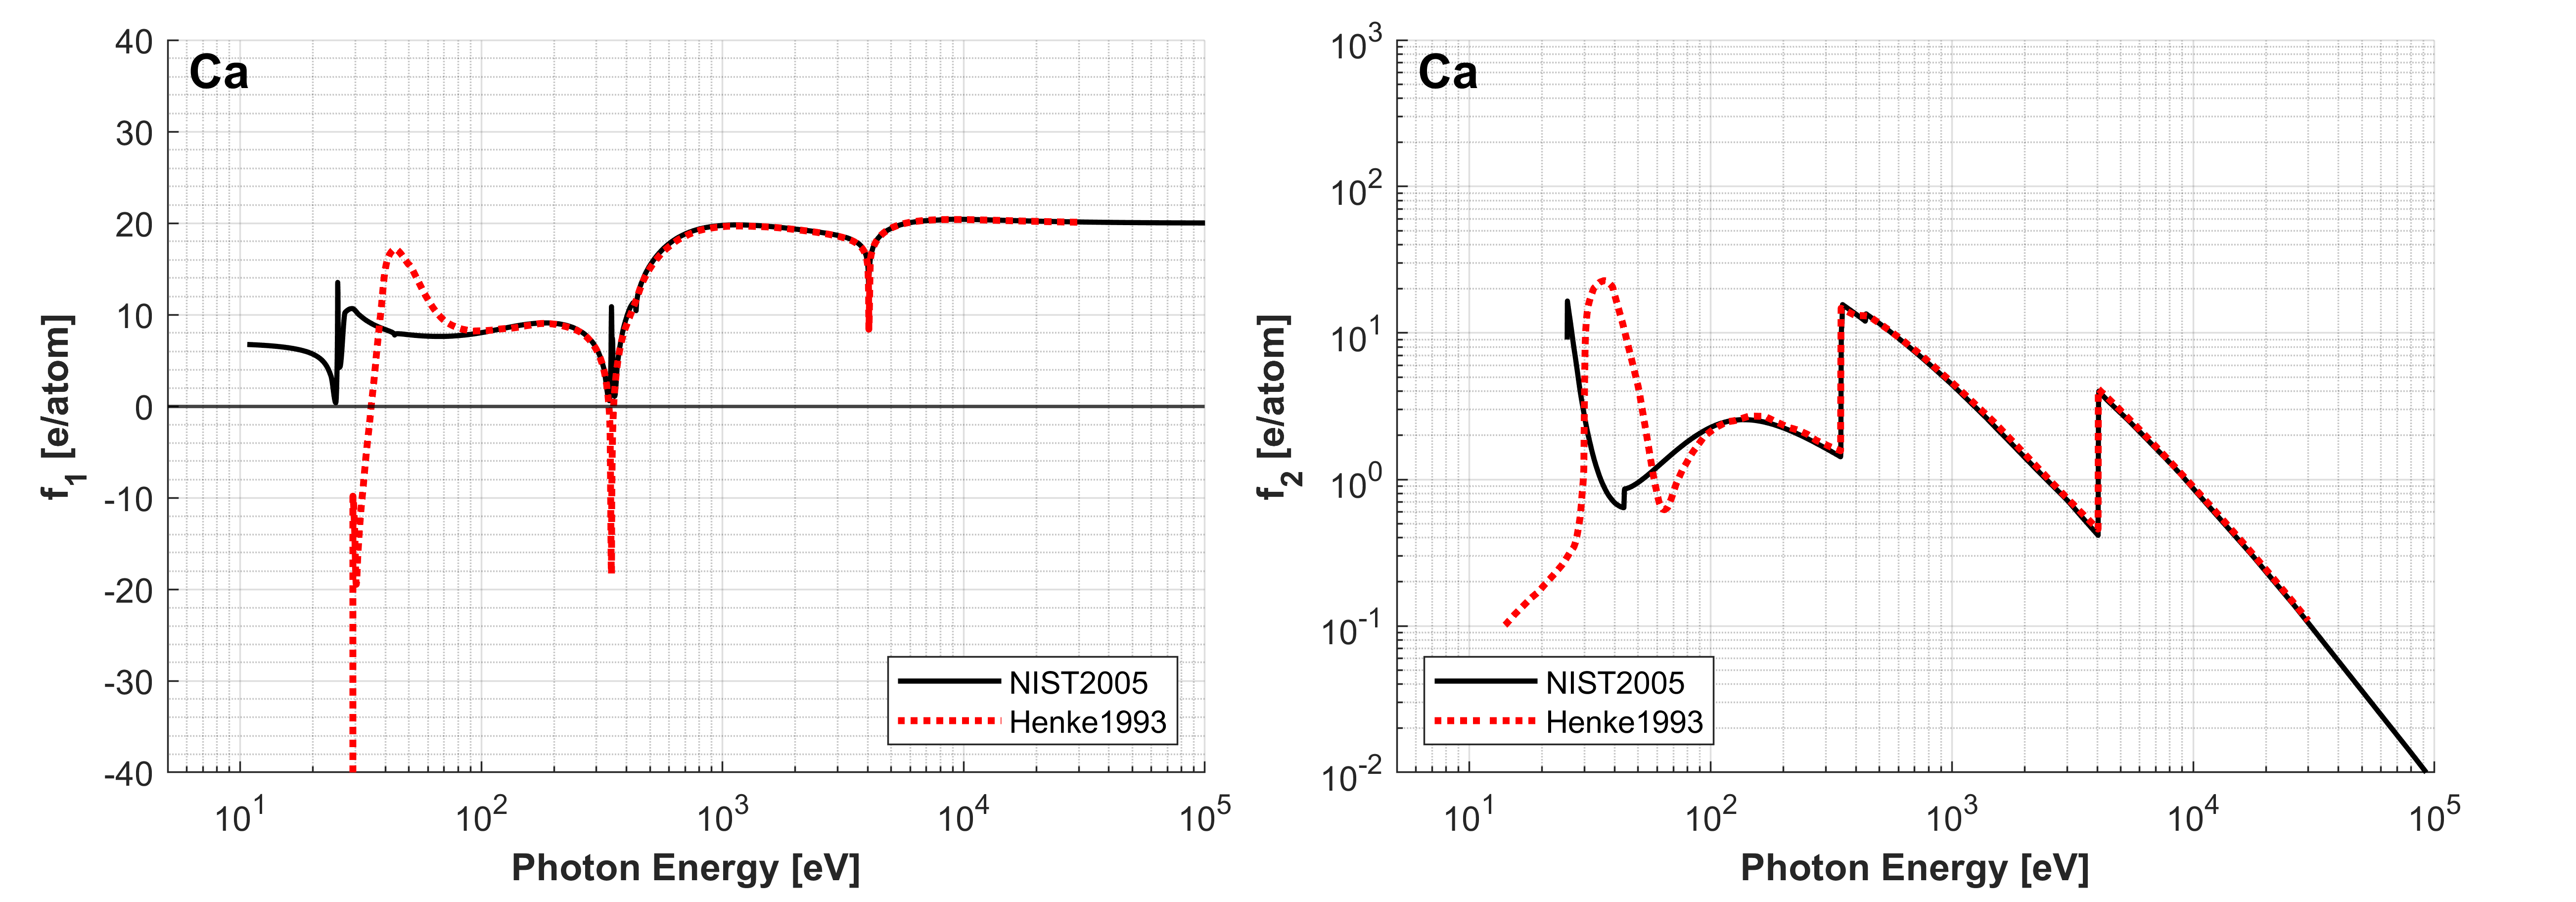 Ca
40
30
20
10
0
-10
-20
-30
-40
f1 [e/atom]
10^1 10^2 10^3 10^4 10^5
Photon Energy [eV]
NIST2005
Henke1993
Ca
10^3
10^2
10^1
10^0
10^-1
10^-2
f2 [e/atom]
10^1 10^2 10^3 10^4 10^5
Photon Energy [eV]
NIST2005
Henke1993